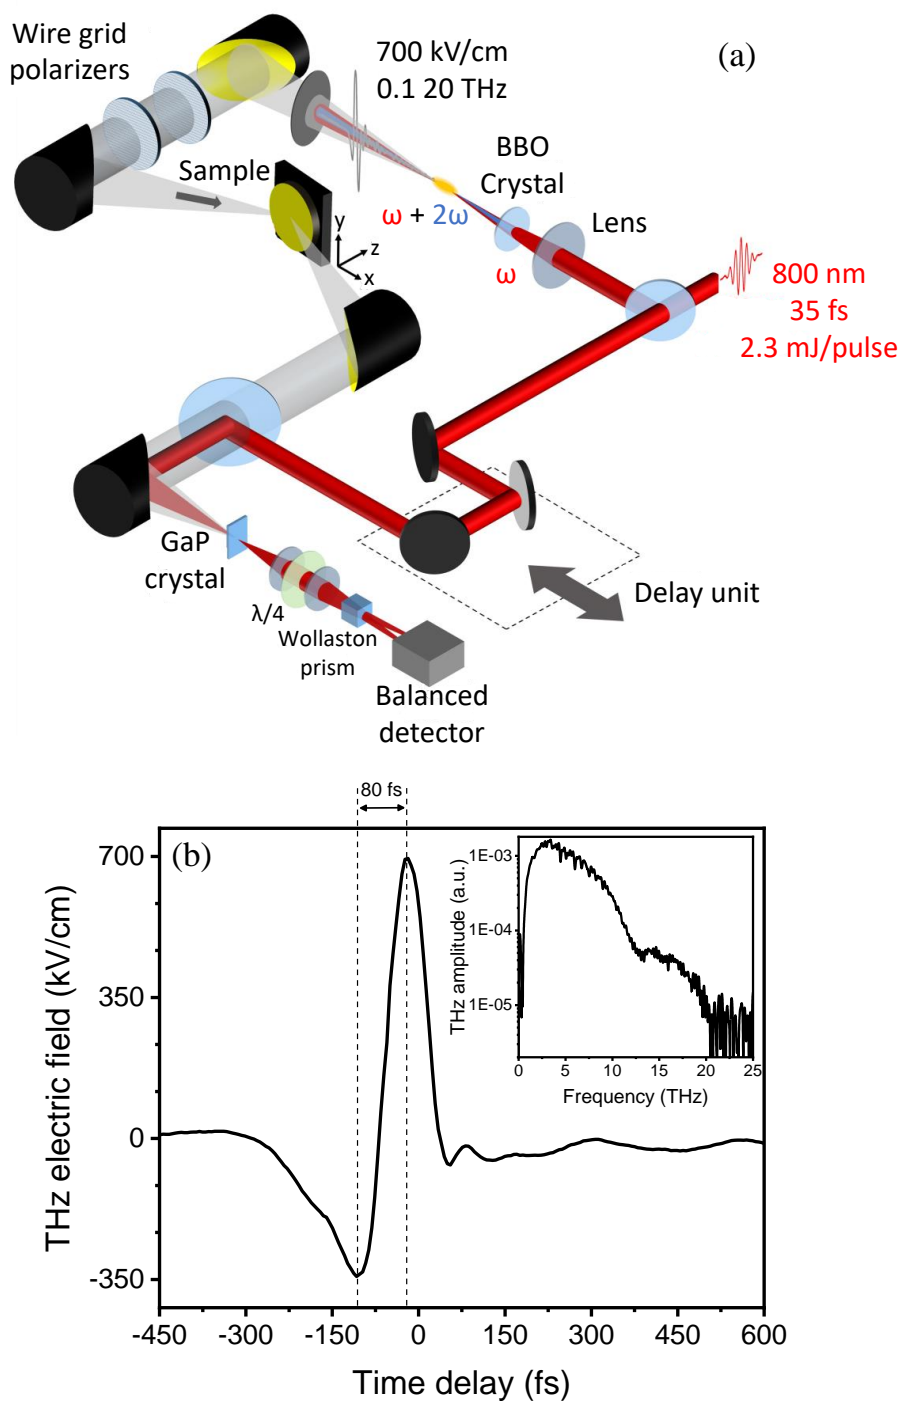 Wire grid
polarizers
700 kV/cm
0.1 20 THz
(a)
BBO
Crystal
Lens
Sample
ω + 2ω
ω
y
z
x
800 nm
35 fs
2.3 mJ/pulse
GaP
crystal
λ/4
Wollaston
prism
Balanced
detector
Delay unit
80 fs
(b)
THz electric field (kV/cm)
700
350
0
-350
-450
-300
-150
0
150
300
450
600
Time delay (fs)
THz amplitude (a.u.)
1E-03
1E-04
1E-05
0
5
10
15
20
25
Frequency (THz)